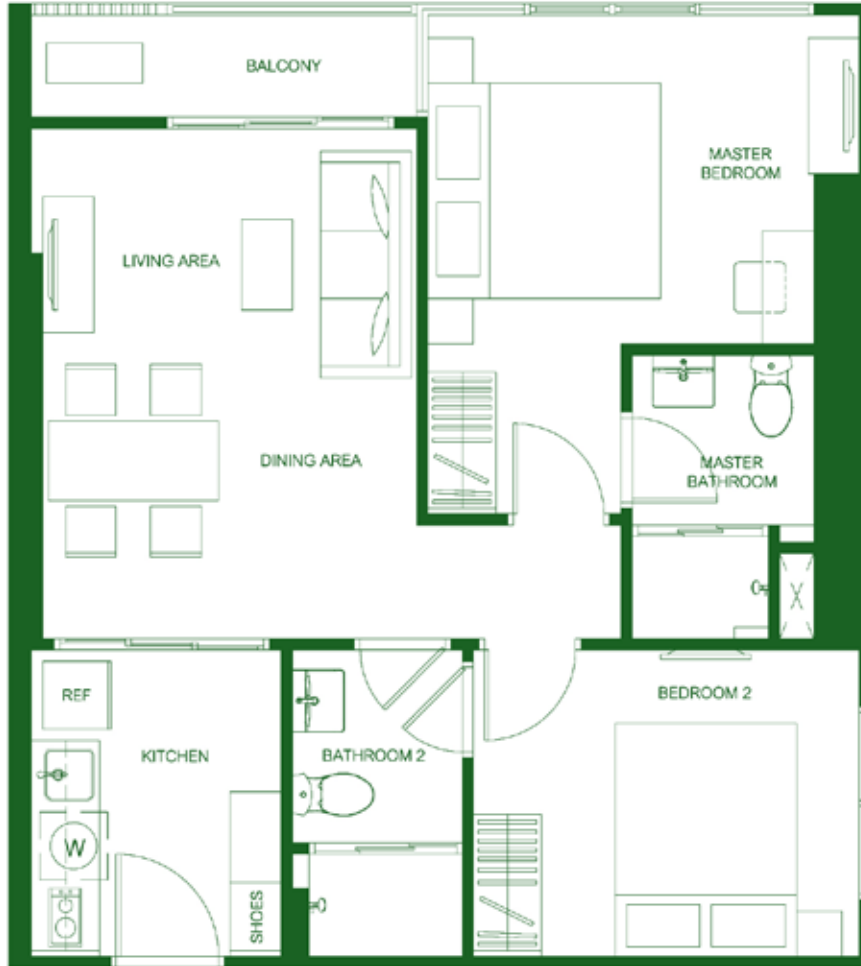 BALCONY
MASTER
BEDROOM
LIVING AREA
DINING AREA
MASTER
BATHROOM
REF
BEDROOM 2
KITCHEN
BATHROOM 2
W
SHOES